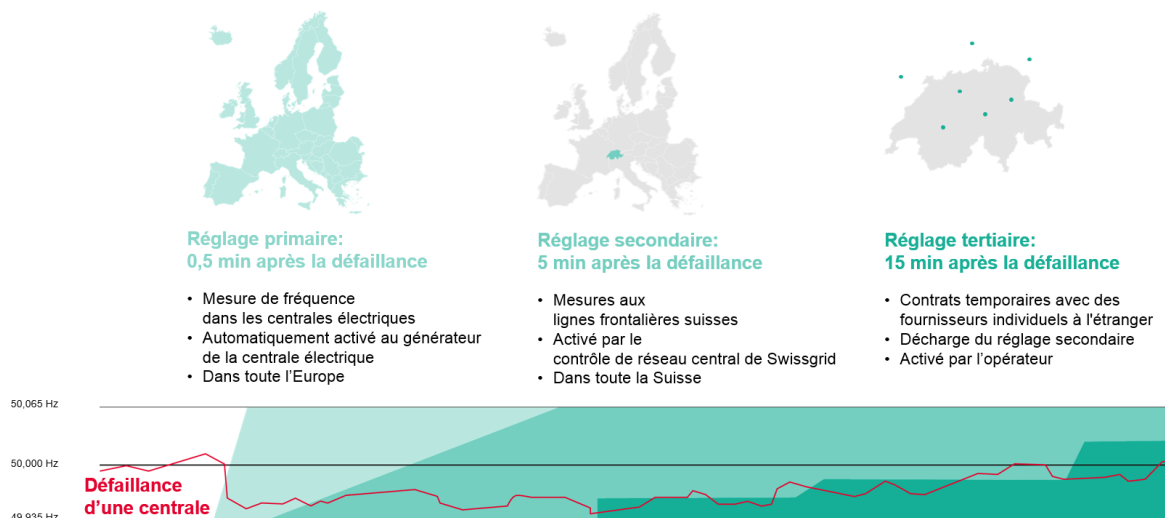 Réglage primaire:
0,5 min après la défaillance
• Mesure de fréquence
dans les centrales électriques
• Automatiquement activé au générateur
de la centrale électrique
• Dans toute l’Europe
Réglage secondaire:
5 min après la défaillance
• Mesures aux
lignes frontalières suisses
• Activé par le
contrôle de réseau central de Swissgrid
• Dans toute la Suisse
Réglage tertiaire:
15 min après la défaillance
• Contrats temporaires avec des
fournisseurs individuels à l'étranger
• Décharge du réglage secondaire
• Activé par l’opérateur
50,065 Hz
50,000 Hz
Défaillance
d’une centrale
49,935 Hz